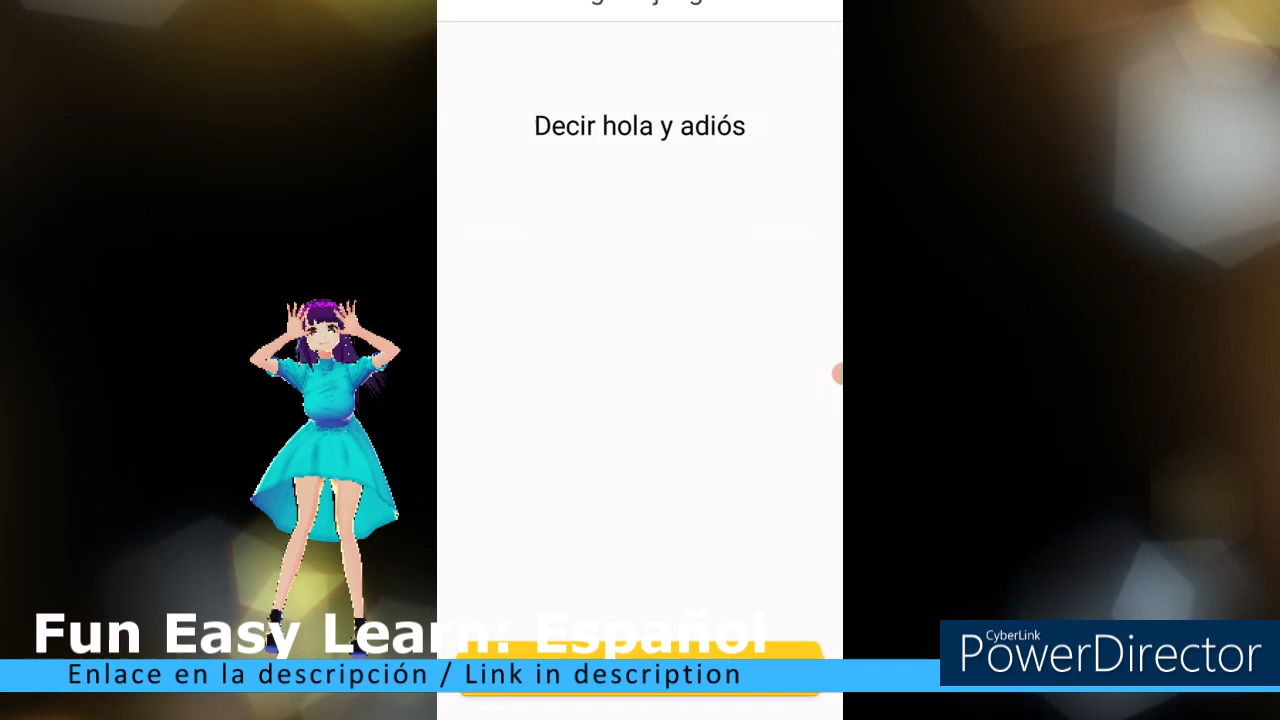 Decir hola y adiós
Fun Easy Learn: Español
Enlace en la descripción / Link in description
CyberLink
PowerDirector